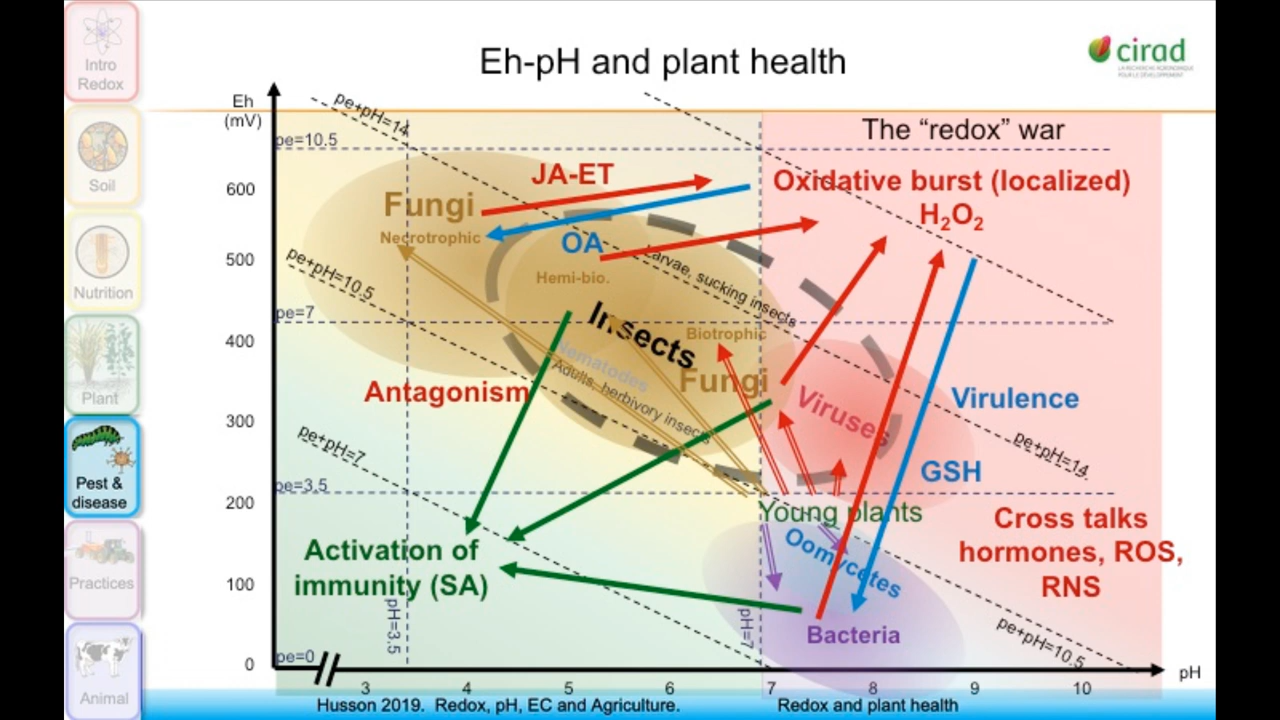 Eh-pH and plant health
cirad
LA RECHERCHE AGRONOMIQUE
POUR LE DÉVELOPPEMENT
Intro
Redox
Soil
Nutrition
Plant
Pest &
disease
Practices
Animal
Eh
(mV)
600
500
400
300
200
100
0
pe+pH=14
pe=10.5
The “redox” war
JA-ET
Oxidative burst (localized)
H2O2
Fungi
Necrotrophic
OA
Hemi-bio.
Larvae, sucking insects
pe+pH=10.5
pe=7
Insects
Biotrophic
Nematodes
Fungi
Adults, herbivory insects
Antagonism
Viruses
Virulence
pe+pH=7
pe+pH=14
GSH
pe=3.5
Young plants
Cross talks
hormones, ROS,
RNS
Oomycetes
Activation of
immunity (SA)
pH=3.5
pH=7
Bacteria
pe+pH=10.5
pe=0
pH
3 4 5 6 7 8 9 10
Husson 2019. Redox, pH, EC and Agriculture.
Redox and plant health